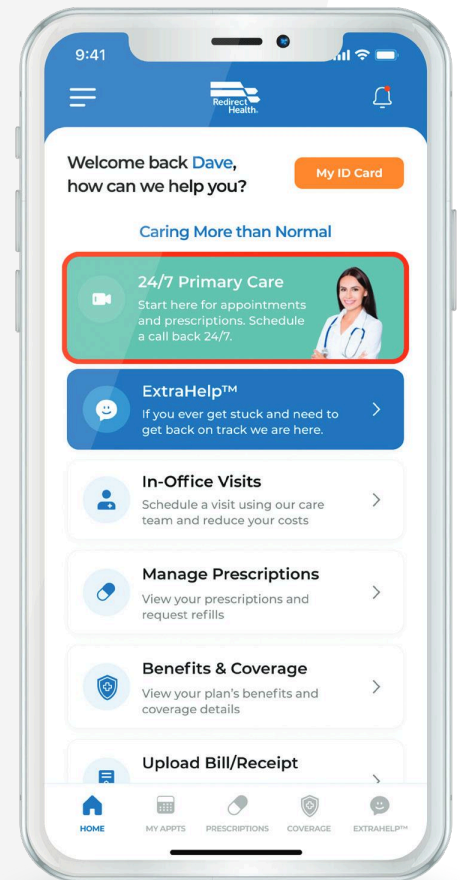 9:41
Redirect
Health.
Welcome back Dave,
how can we help you?
My ID Card
Caring More than Normal
24/7 Primary Care
Start here for appointments
and prescriptions. Schedule
a call back 24/7.
ExtraHelp™
If you ever get stuck and need to
get back on track we are here.
In-Office Visits
Schedule a visit using our care
team and reduce your costs
Manage Prescriptions
View your prescriptions and
request refills
Benefits & Coverage
View your plan's benefits and
coverage details
Upload Bill/Receipt
HOME
MY APPTS
PRESCRIPTIONS
COVERAGE
EXTRAHELP™